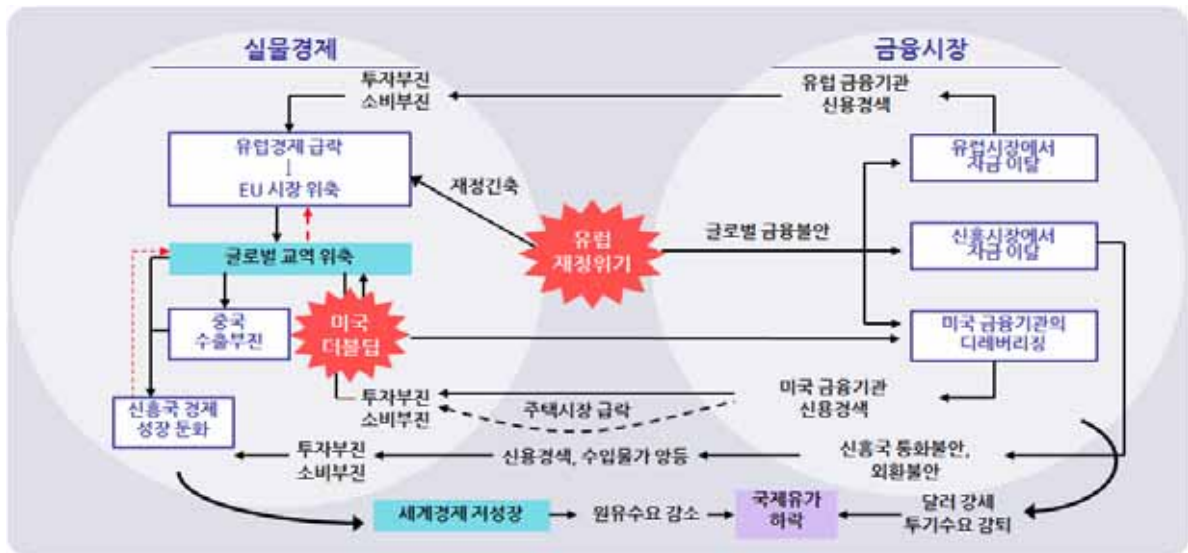 실물경제
금융시장
투자부진
소비부진
유럽 금융기관
신용경색
유럽경제 급락
EU 시장 위축
재정긴축
유럽시장에서
자금 이탈
유럽
재정위기
글로벌 금융불안
신흥시장에서
자금 이탈
글로벌 교역 위축
중국
수출부진
미국
더블딥
미국 금융기관의
디레버리징
신흥국 경제
성장 둔화
투자부진
소비부진
주택시장 급락
미국 금융기관
신용경색
투자부진
소비부진
신용경색, 수입물가 앙등
신흥국 통화불안,
외환불안
세계경제 저성장
원유수요 감소
국제유가
하락
달러 강세
투기수요 감퇴